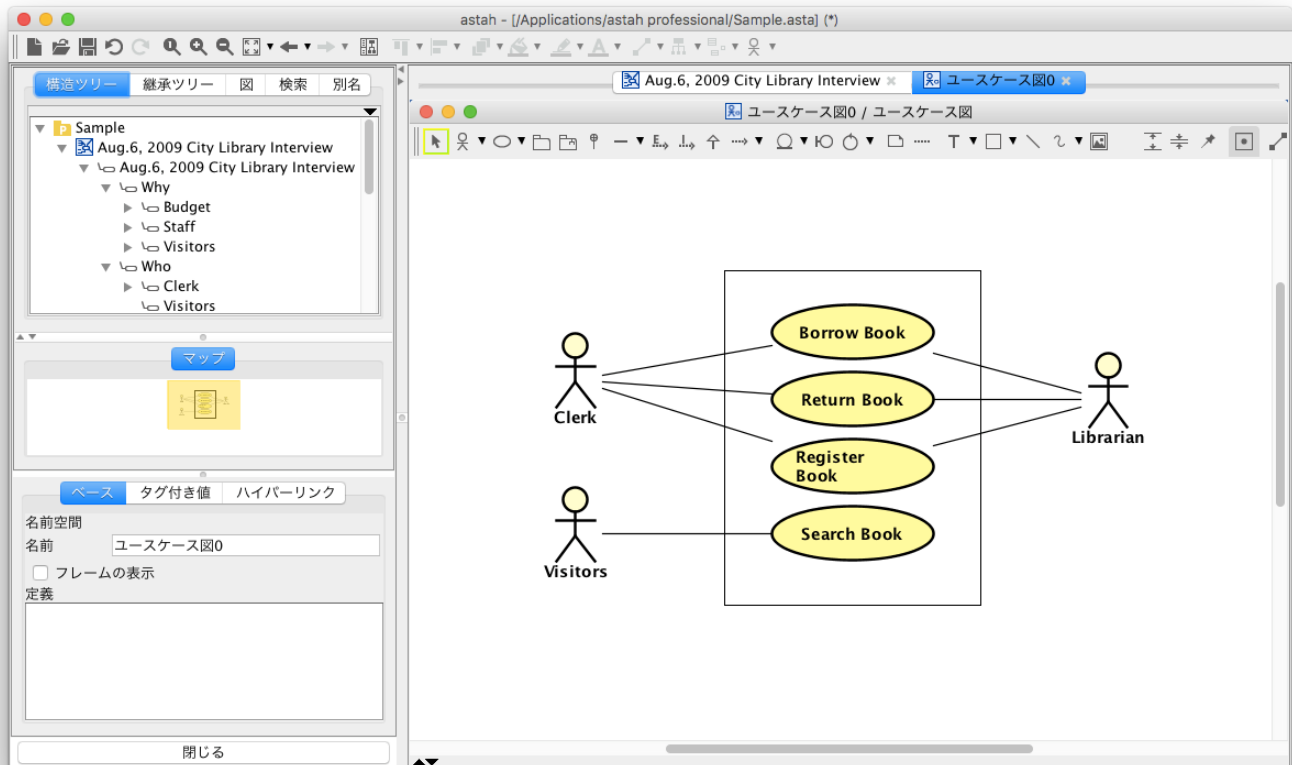 astah - [/Applications/astah professional/Sample.asta] (*)
構造ツリー 継承ツリー 図 検索 別名
Sample
Aug.6, 2009 City Library Interview
Aug.6, 2009 City Library Interview
Why
Budget
Staff
Visitors
Who
Clerk
Visitors
マップ
ベース タグ付き値 ハイパーリンク
名前空間
名前 ユースケース図0
フレームの表示
定義
閉じる
Aug.6, 2009 City Library Interview ユースケース図0
ユースケース図0 / ユースケース図
Borrow Book
Return Book
Register
Book
Search Book
Clerk
Librarian
Visitors